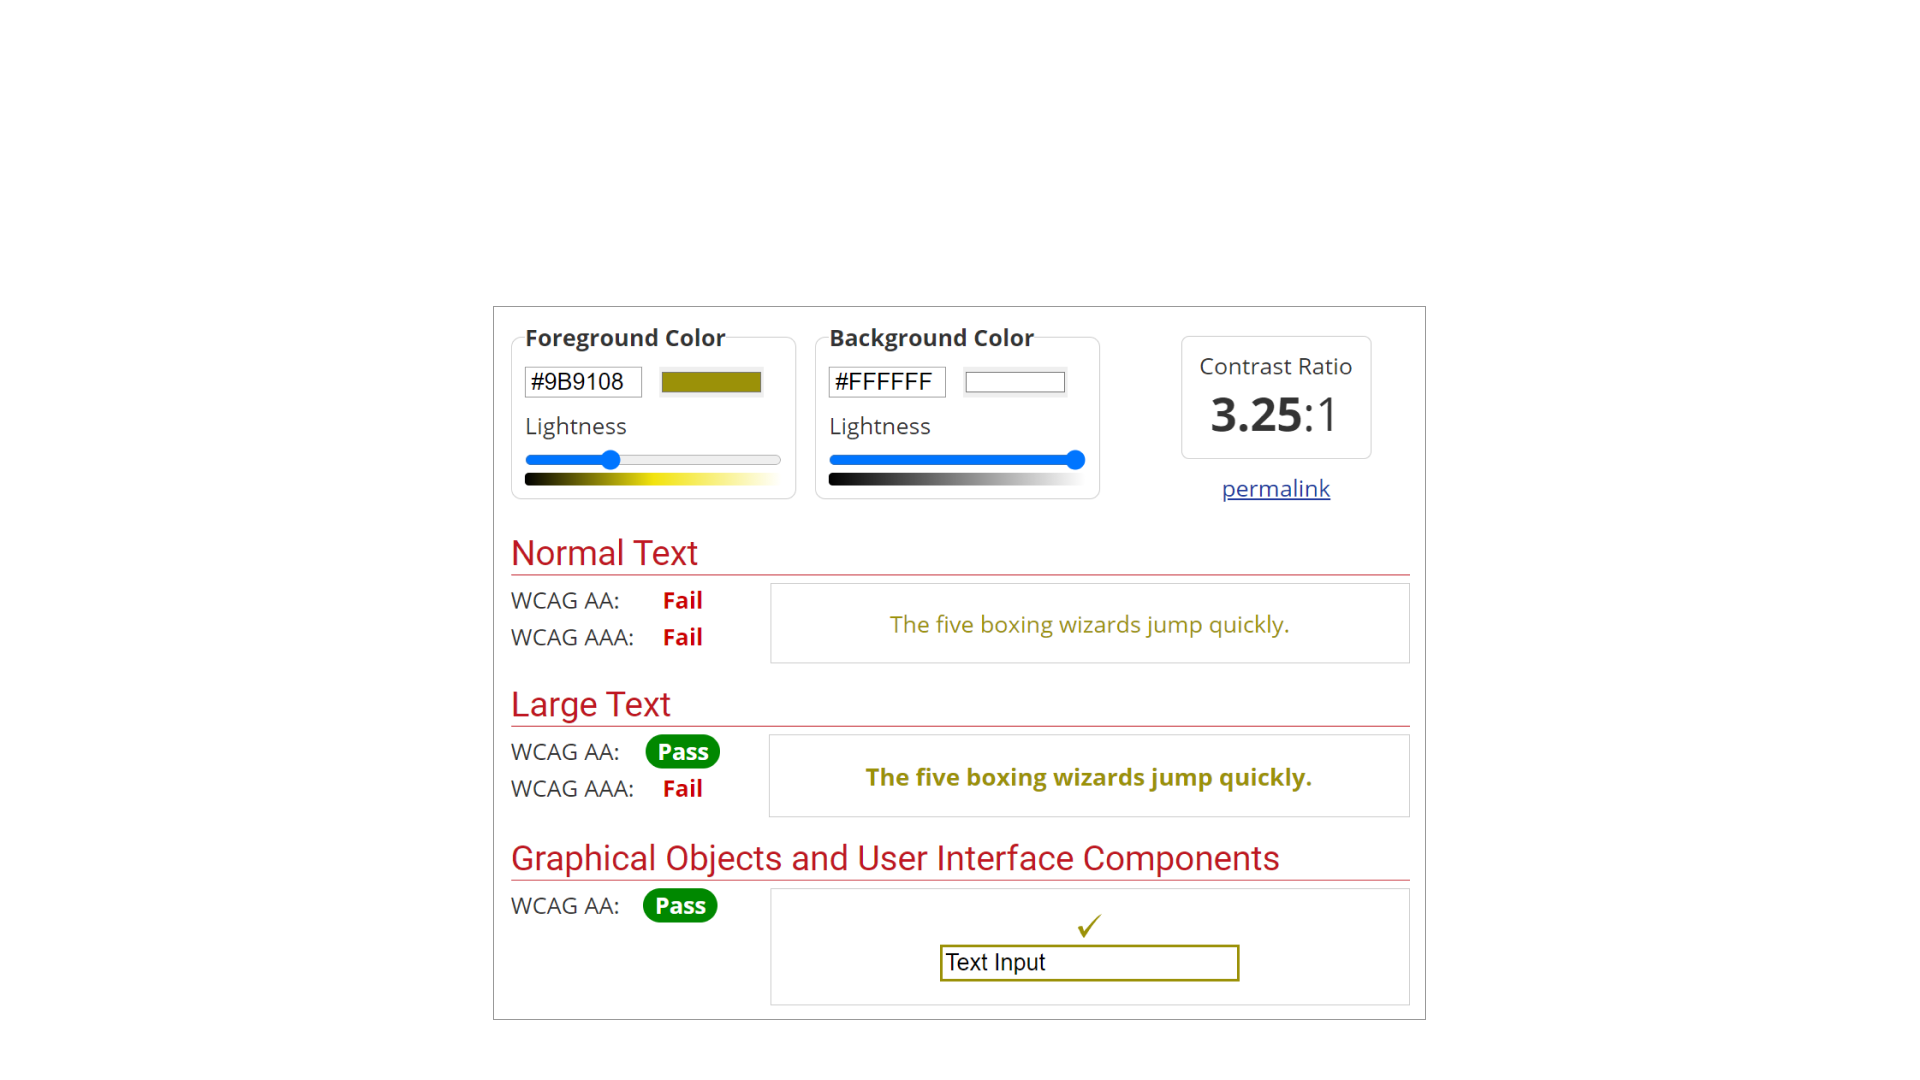 Foreground Color
#9B9108
Lightness
Background Color
#FFFFFF
Lightness
Contrast Ratio
3.25:1
permalink
Normal Text
WCAG AA: Fail
WCAG AAA: Fail
The five boxing wizards jump quickly.
Large Text
WCAG AA: Pass
WCAG AAA: Fail
The five boxing wizards jump quickly.
Graphical Objects and User Interface Components
WCAG AA: Pass
✓
Text Input